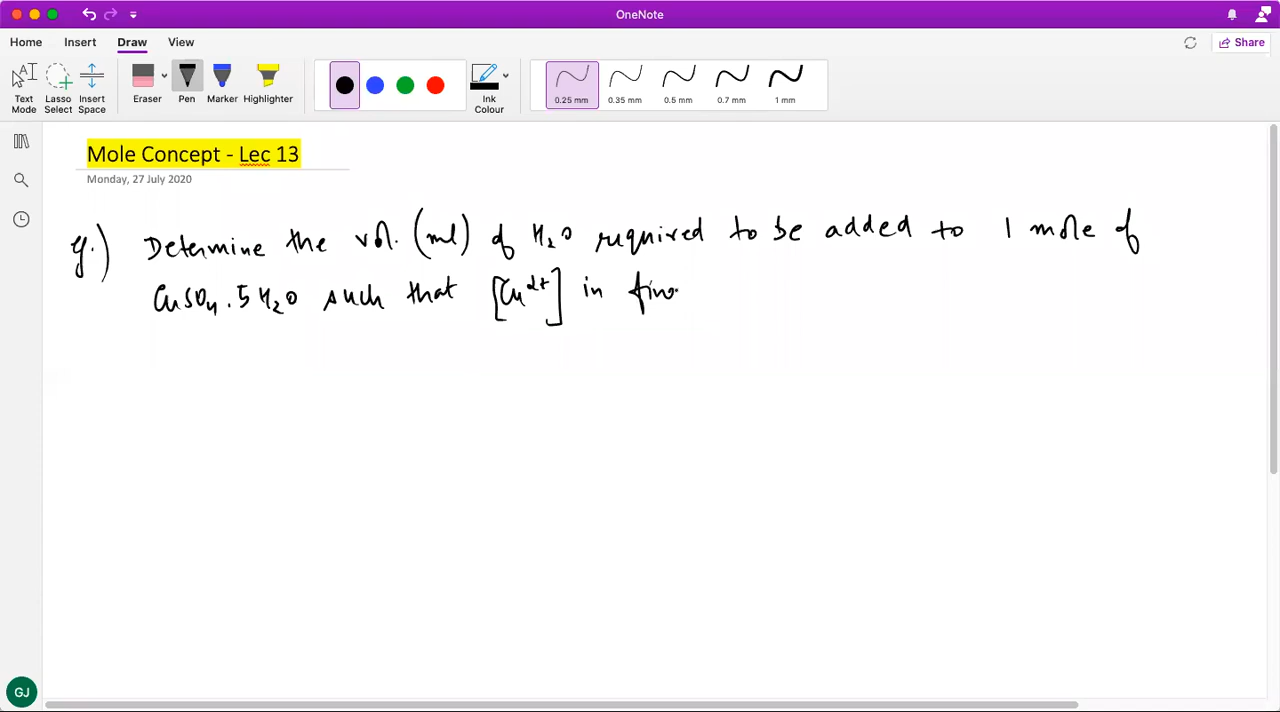 OneNote
Home Insert Draw View
Share
Text Mode
Lasso Select
Insert Space
Eraser
Pen
Marker
Highlighter
Ink Colour
0.25 mm
0.35 mm
0.5 mm
0.7 mm
1 mm
Mole Concept - Lec 13
Monday, 27 July 2020
Determine the vol. (ml) of H₂O required to be added to 1 mole of
CuSO₄.5H₂O such that [Cu²⁺] in
GJ